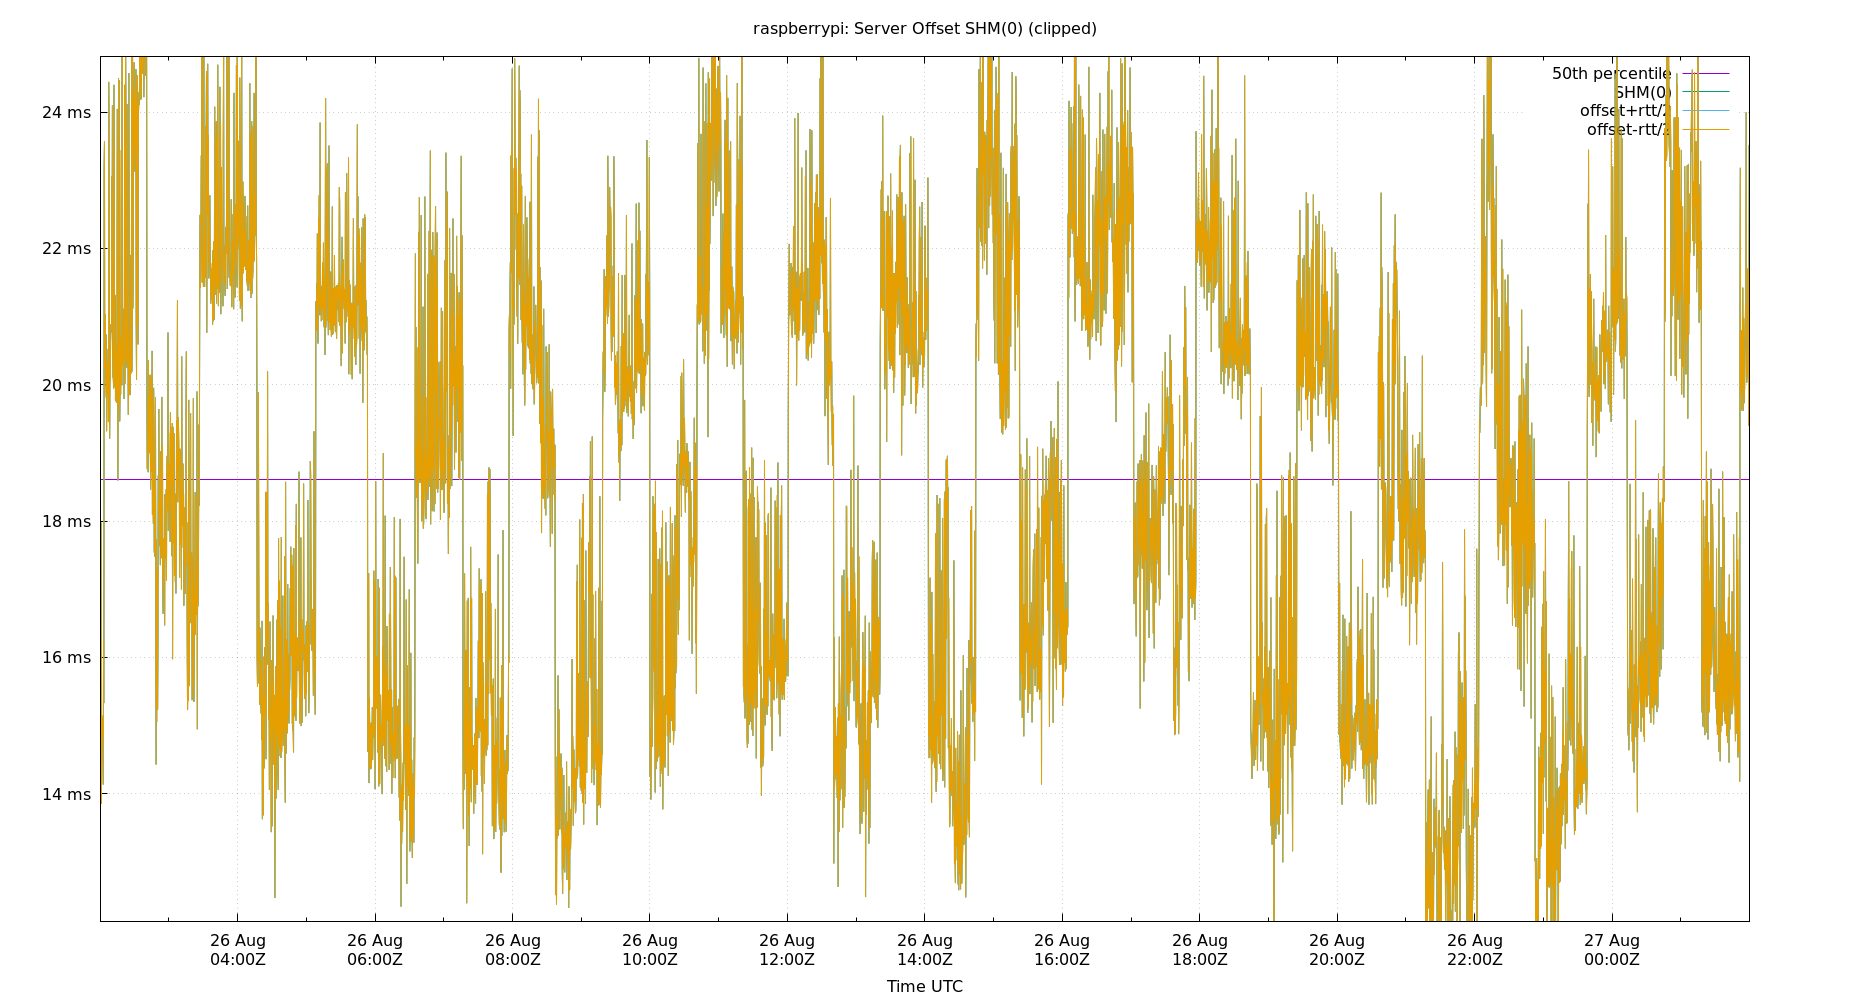 raspberrypi: Server Offset SHM(0) (clipped)
50th percentile
SHM(0)
offset+rtt/2
offset-rtt/2
24 ms
22 ms
20 ms
18 ms
16 ms
14 ms
26 Aug 26 Aug 26 Aug 26 Aug 26 Aug 26 Aug 26 Aug 26 Aug 26 Aug 26 Aug 27 Aug
04:00Z 06:00Z 08:00Z 10:00Z 12:00Z 14:00Z 16:00Z 18:00Z 20:00Z 22:00Z 00:00Z
Time UTC